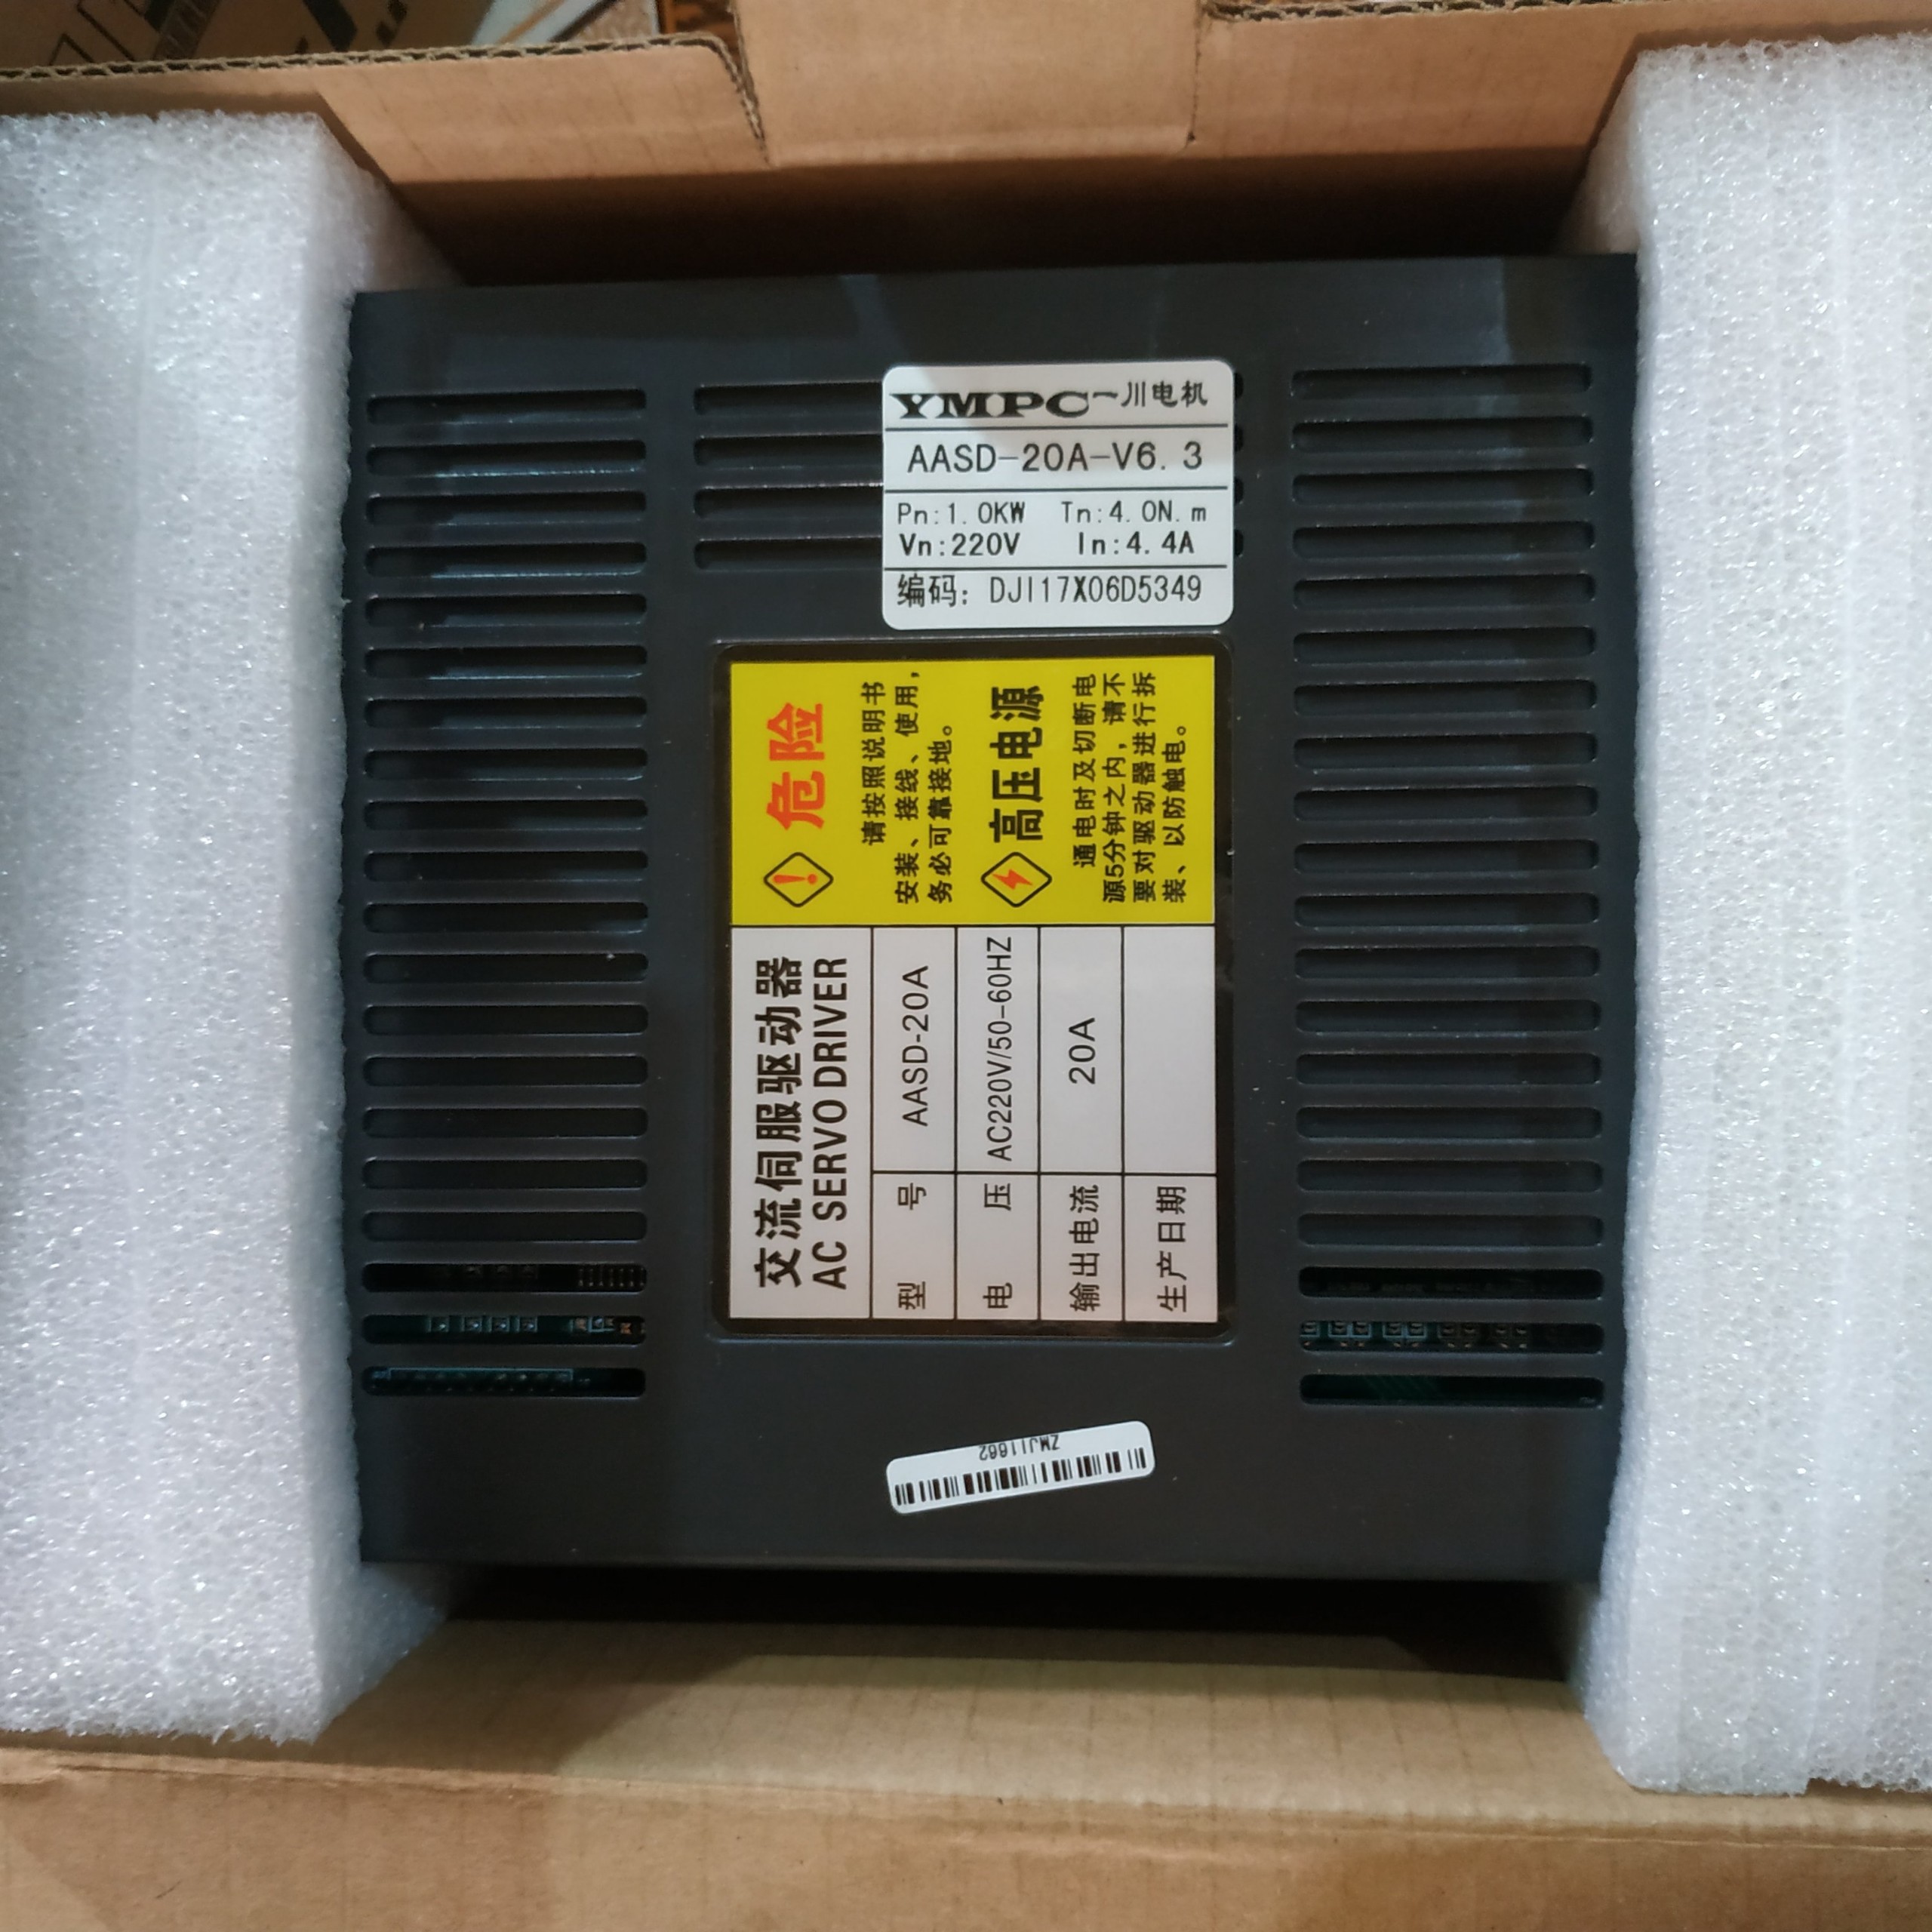 YMPC一川电机
AASD-20A-V6.3
Pn:1.0KW Tn:4.0N.m
Vn:220V In:4.4A
编码: DJI17X06D5349
交流伺服驱动器
AC SERVO DRIVER
型号 AASD-20A
电压 AC220V/50-60HZ
输出电流 20A
生产日期
危险
请按照说明书
安装、接线、使用,
务必可靠接地。
高压电源
通电时及切断电
源5分钟之内,请不
要对驱动器进行拆
装、以防触电。
ZMJI1662